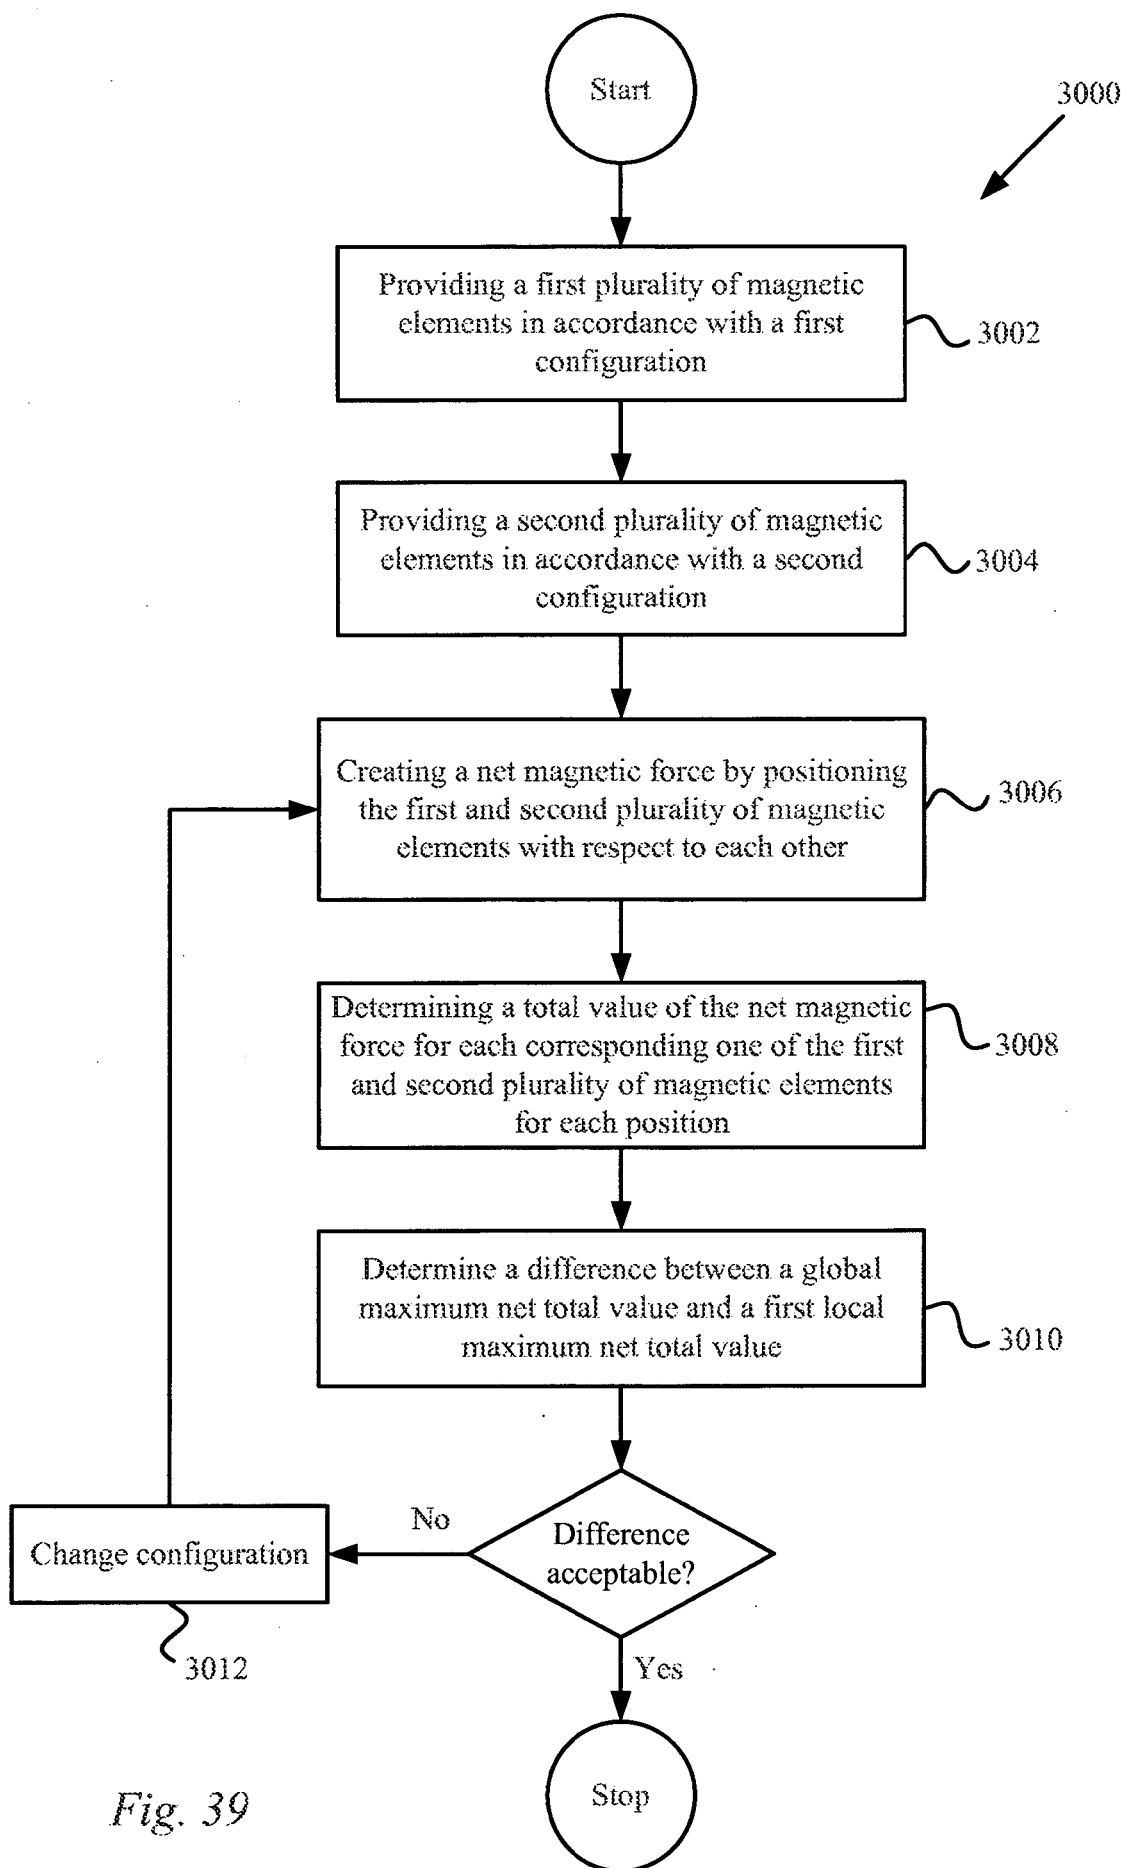 Start
3000
Providing a first plurality of magnetic
elements in accordance with a first
configuration
3002
Providing a second plurality of magnetic
elements in accordance with a second
configuration
3004
Creating a net magnetic force by positioning
the first and second plurality of magnetic
elements with respect to each other
3006
Determining a total value of the net magnetic
force for each corresponding one of the first
and second plurality of magnetic elements
for each position
3008
Determine a difference between a global
maximum net total value and a first local
maximum net total value
3010
Difference
acceptable?
No
Change configuration
3012
Yes
Stop
Fig. 39